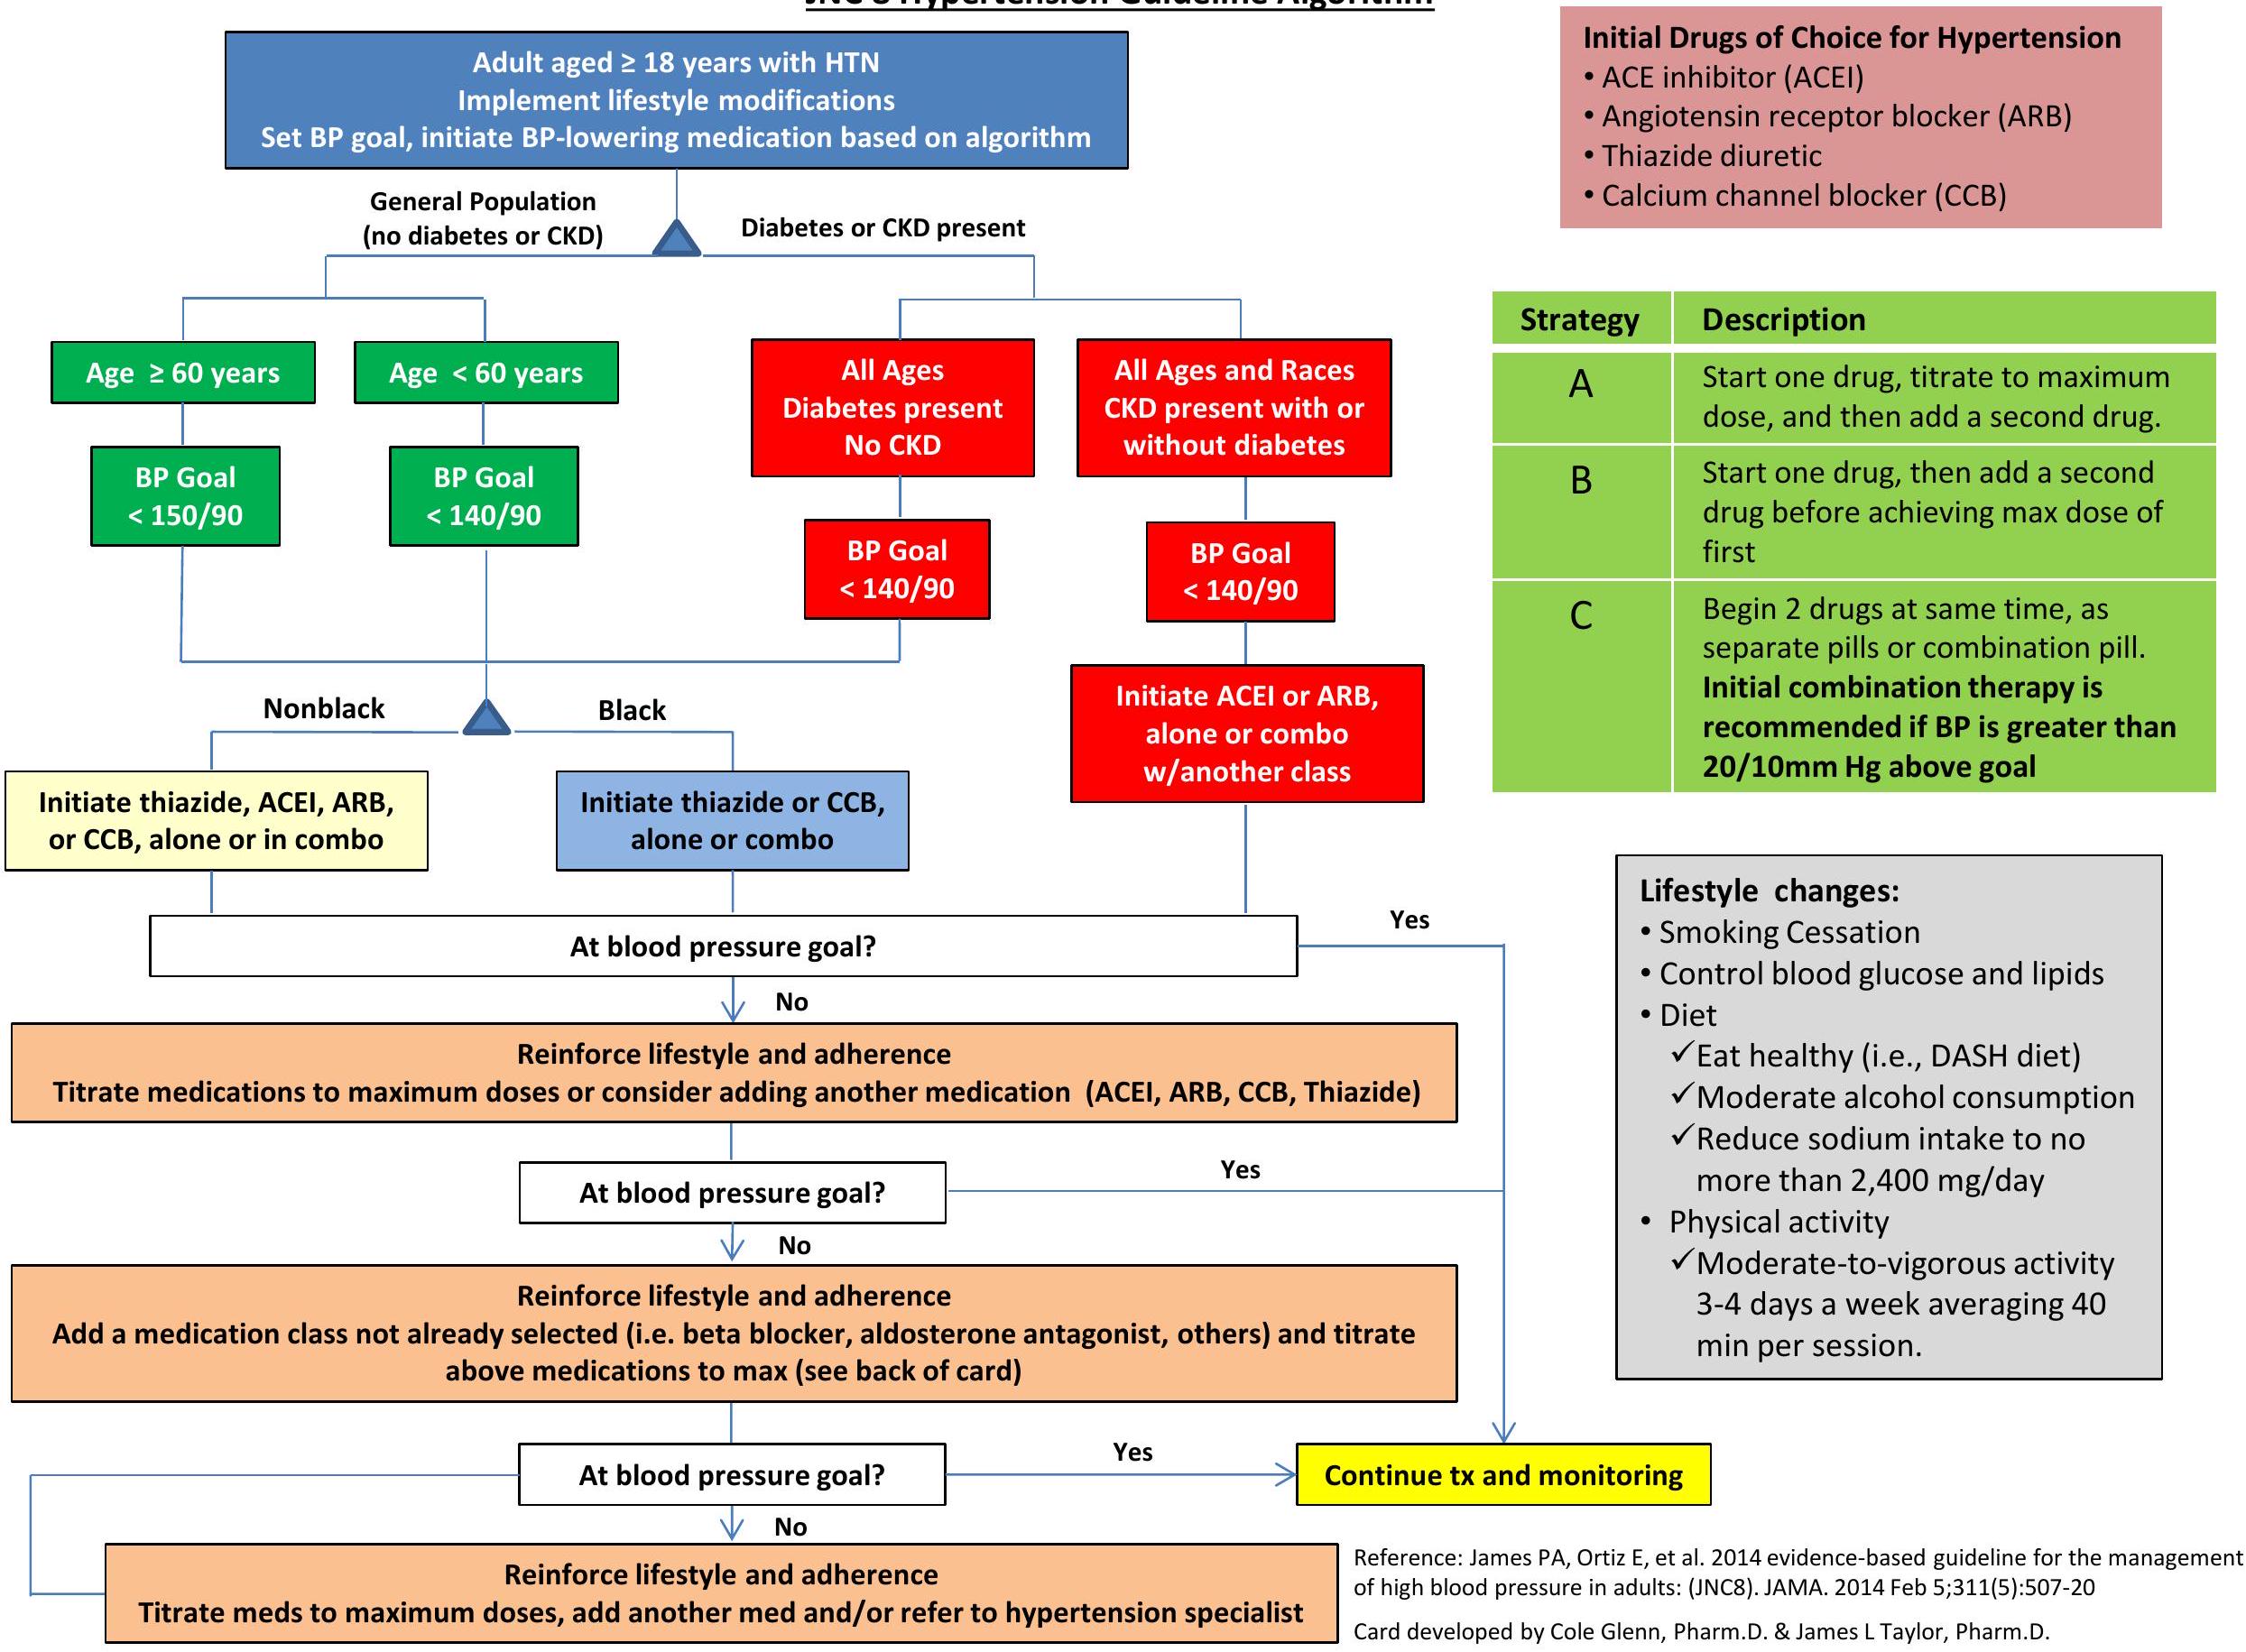 JNC 8 Hypertension Guideline Algorithm
Adult aged ≥ 18 years with HTN
Implement lifestyle modifications
Set BP goal, initiate BP-lowering medication based on algorithm
General Population
(no diabetes or CKD)
Diabetes or CKD present
Age ≥ 60 years
Age < 60 years
All Ages
Diabetes present
No CKD
All Ages and Races
CKD present with or
without diabetes
BP Goal
< 150/90
BP Goal
< 140/90
BP Goal
< 140/90
BP Goal
< 140/90
Nonblack
Black
Initiate thiazide, ACEI, ARB,
or CCB, alone or in combo
Initiate thiazide or CCB,
alone or combo
Initiate ACEI or ARB,
alone or combo
w/another class
At blood pressure goal?
Yes
No
Reinforce lifestyle and adherence
Titrate medications to maximum doses or consider adding another medication (ACEI, ARB, CCB, Thiazide)
At blood pressure goal?
Yes
No
Reinforce lifestyle and adherence
Add a medication class not already selected (i.e. beta blocker, aldosterone antagonist, others) and titrate
above medications to max (see back of card)
At blood pressure goal?
Yes
Continue tx and monitoring
No
Reinforce lifestyle and adherence
Titrate meds to maximum doses, add another med and/or refer to hypertension specialist
Initial Drugs of Choice for Hypertension
• ACE inhibitor (ACEI)
• Angiotensin receptor blocker (ARB)
• Thiazide diuretic
• Calcium channel blocker (CCB)
Strategy Description
A Start one drug, titrate to maximum
dose, and then add a second drug.
B Start one drug, then add a second
drug before achieving max dose of
first
C Begin 2 drugs at same time, as
separate pills or combination pill.
Initial combination therapy is
recommended if BP is greater than
20/10mm Hg above goal
Lifestyle changes:
• Smoking Cessation
• Control blood glucose and lipids
• Diet
✓Eat healthy (i.e., DASH diet)
✓Moderate alcohol consumption
✓Reduce sodium intake to no
more than 2,400 mg/day
• Physical activity
✓Moderate-to-vigorous activity
3-4 days a week averaging 40
min per session.
Reference: James PA, Ortiz E, et al. 2014 evidence-based guideline for the management
of high blood pressure in adults: (JNC8). JAMA. 2014 Feb 5;311(5):507-20
Card developed by Cole Glenn, Pharm.D. & James L Taylor, Pharm.D.